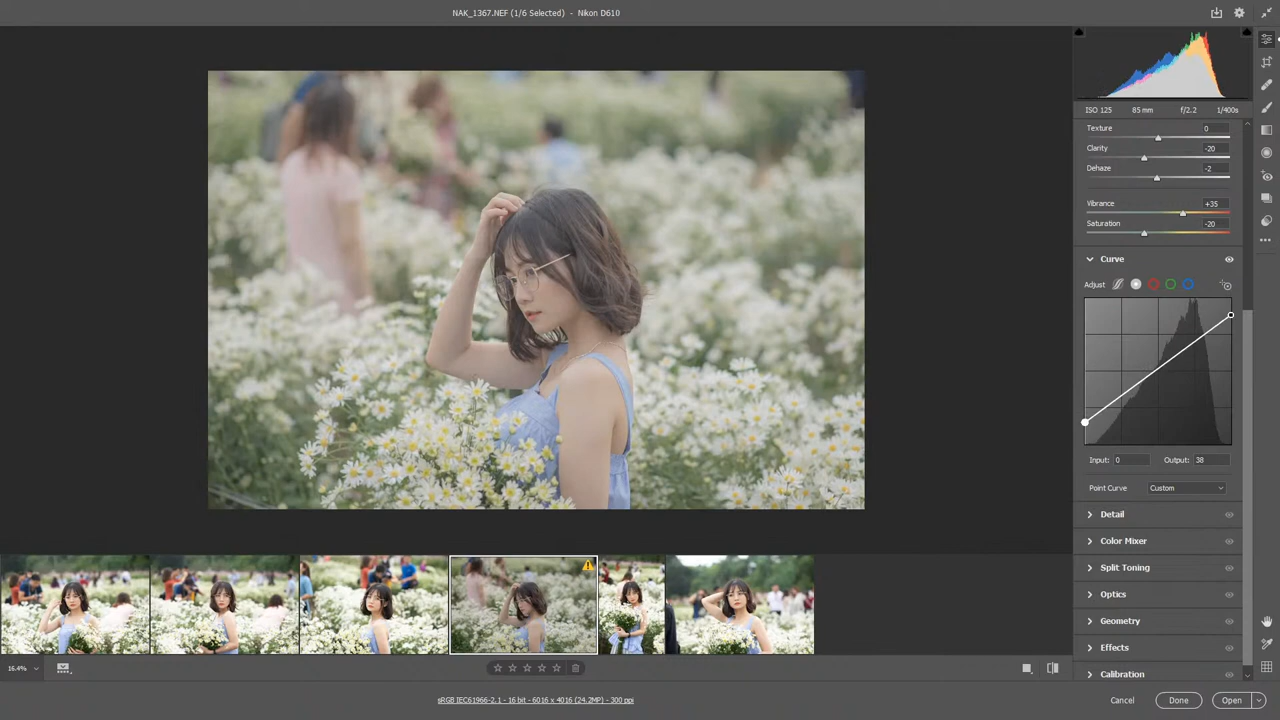 NAK_1367.NEF (1/6 Selected) - Nikon D610
ISO 125 85 mm f/2.2 1/400s
Texture 0
Clarity -20
Dehaze -2
Vibrance +35
Saturation -20
Curve
Adjust
Input: 0 Output: 38
Point Curve Custom
Detail
Color Mixer
Split Toning
Optics
Geometry
Effects
Calibration
16.4%
sRGB IEC61966-2.1 - 16 bit - 6016 x 4016 (24.2MP) - 300 ppi
Cancel Done Open